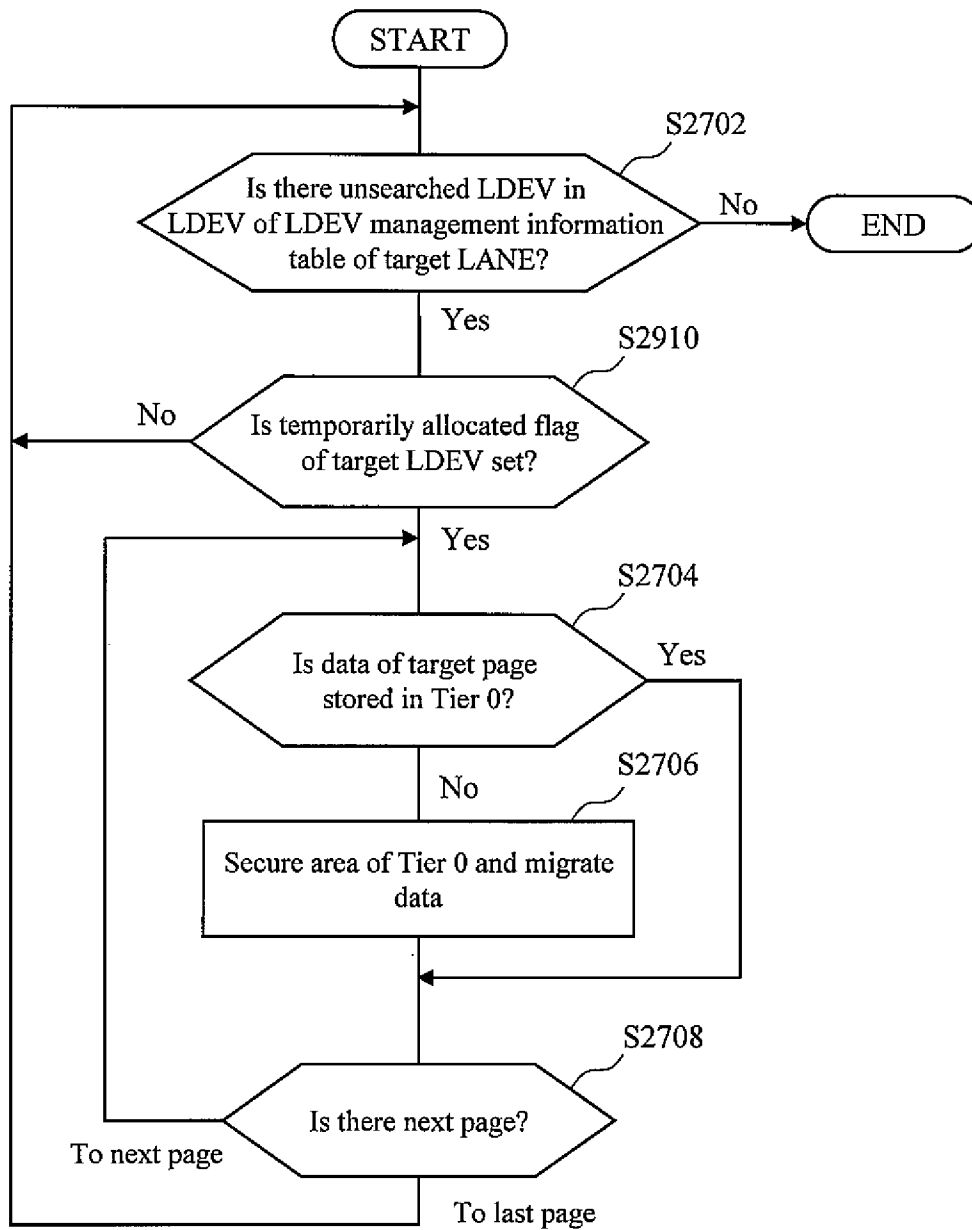 START
S2702
Is there unsearched LDEV in
LDEV of LDEV management information
table of target LANE?
No
END
Yes
S2910
No
Is temporarily allocated flag
of target LDEV set?
Yes
S2704
Is data of target page
stored in Tier 0?
Yes
No
S2706
Secure area of Tier 0 and migrate
data
S2708
Is there next page?
To next page
To last page